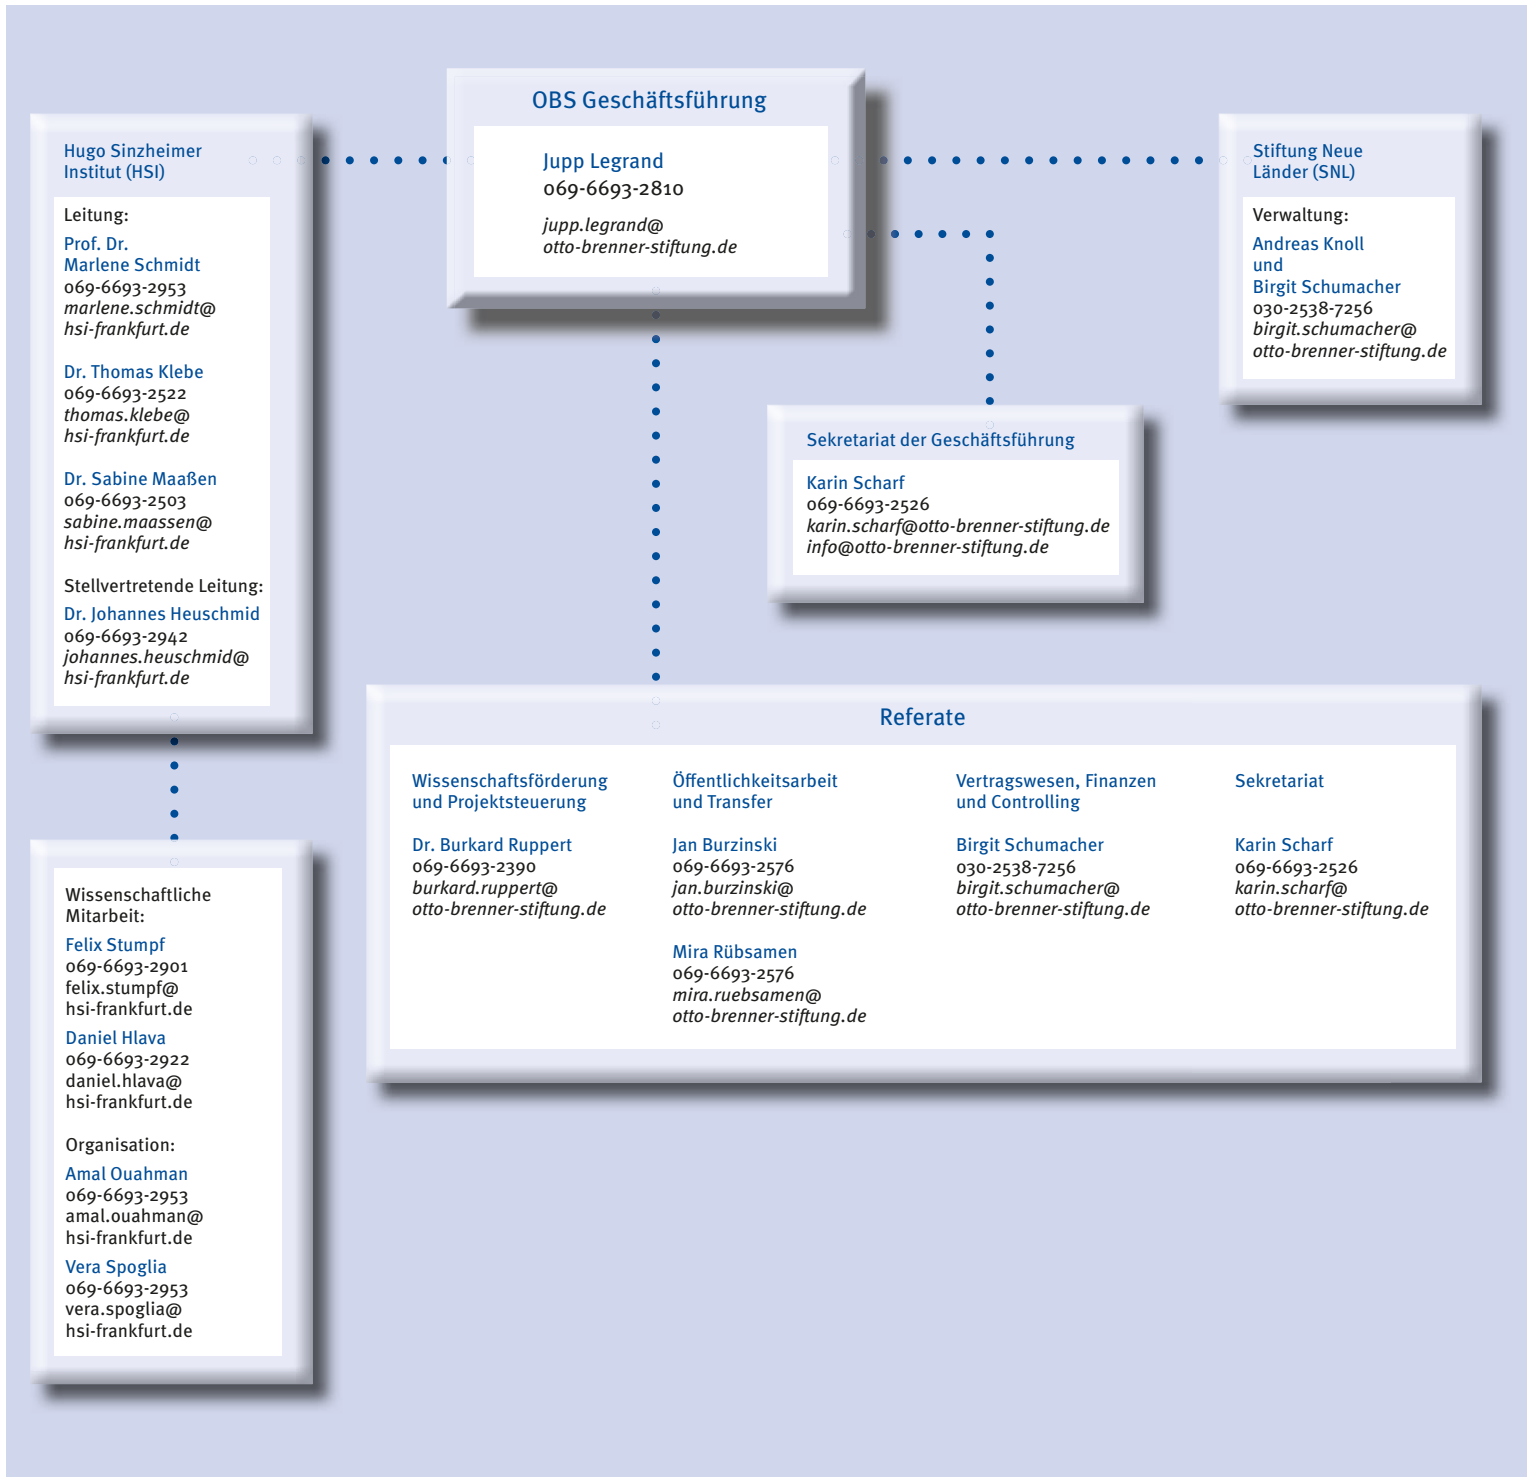 OBS Geschäftsführung
Jupp Legrand
069-6693-2810
jupp.legrand@
otto-brenner-stiftung.de
Hugo Sinzheimer
Institut (HSI)
Leitung:
Prof. Dr.
Marlene Schmidt
069-6693-2953
marlene.schmidt@
hsi-frankfurt.de
Dr. Thomas Klebe
069-6693-2522
thomas.klebe@
hsi-frankfurt.de
Dr. Sabine Maaßen
069-6693-2503
sabine.maassen@
hsi-frankfurt.de
Stellvertretende Leitung:
Dr. Johannes Heuschmid
069-6693-2942
johannes.heuschmid@
hsi-frankfurt.de
Stiftung Neue
Länder (SNL)
Verwaltung:
Andreas Knoll
und
Birgit Schumacher
030-2538-7256
birgit.schumacher@
otto-brenner-stiftung.de
Sekretariat der Geschäftsführung
Karin Scharf
069-6693-2526
karin.scharf@otto-brenner-stiftung.de
info@otto-brenner-stiftung.de
Referate
Wissenschaftsförderung
und Projektsteuerung
Dr. Burkard Ruppert
069-6693-2390
burkard.ruppert@
otto-brenner-stiftung.de
Öffentlichkeitsarbeit
und Transfer
Jan Burzinski
069-6693-2576
jan.burzinski@
otto-brenner-stiftung.de
Mira Rübsamen
069-6693-2576
mira.ruebsamen@
otto-brenner-stiftung.de
Vertragswesen, Finanzen
und Controlling
Birgit Schumacher
030-2538-7256
birgit.schumacher@
otto-brenner-stiftung.de
Sekretariat
Karin Scharf
069-6693-2526
karin.scharf@
otto-brenner-stiftung.de
Wissenschaftliche
Mitarbeit:
Felix Stumpf
069-6693-2901
felix.stumpf@
hsi-frankfurt.de
Daniel Hlava
069-6693-2922
daniel.hlava@
hsi-frankfurt.de
Organisation:
Amal Ouahman
069-6693-2953
amal.ouahman@
hsi-frankfurt.de
Vera Spoglia
069-6693-2953
vera.spoglia@
hsi-frankfurt.de